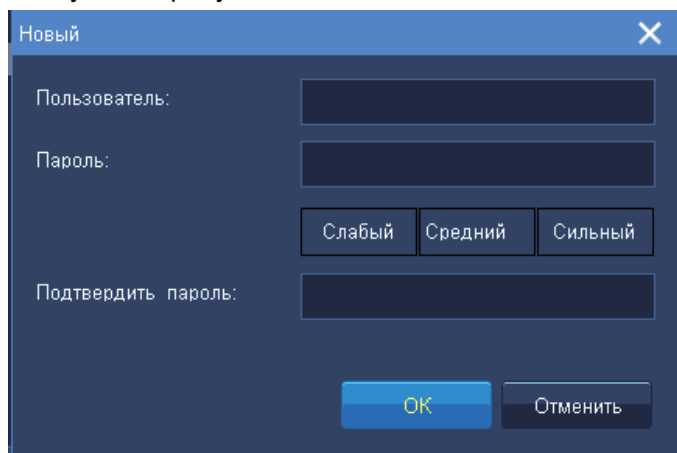 Новый
Пользователь:
Пароль:
Слабый Средний Сильный
Подтвердить пароль:
OK Отменить